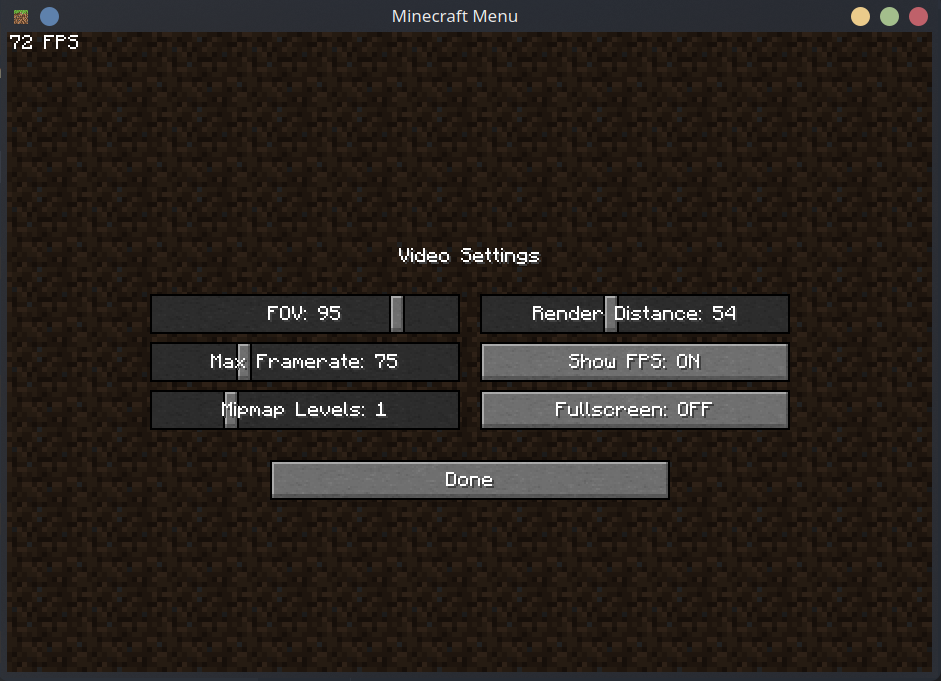 Minecraft Menu
72 FPS
Video Settings
FOV: 95
Render Distance: 54
Max Framerate: 75
Show FPS: ON
Mipmap Levels: 1
Fullscreen: OFF
Done